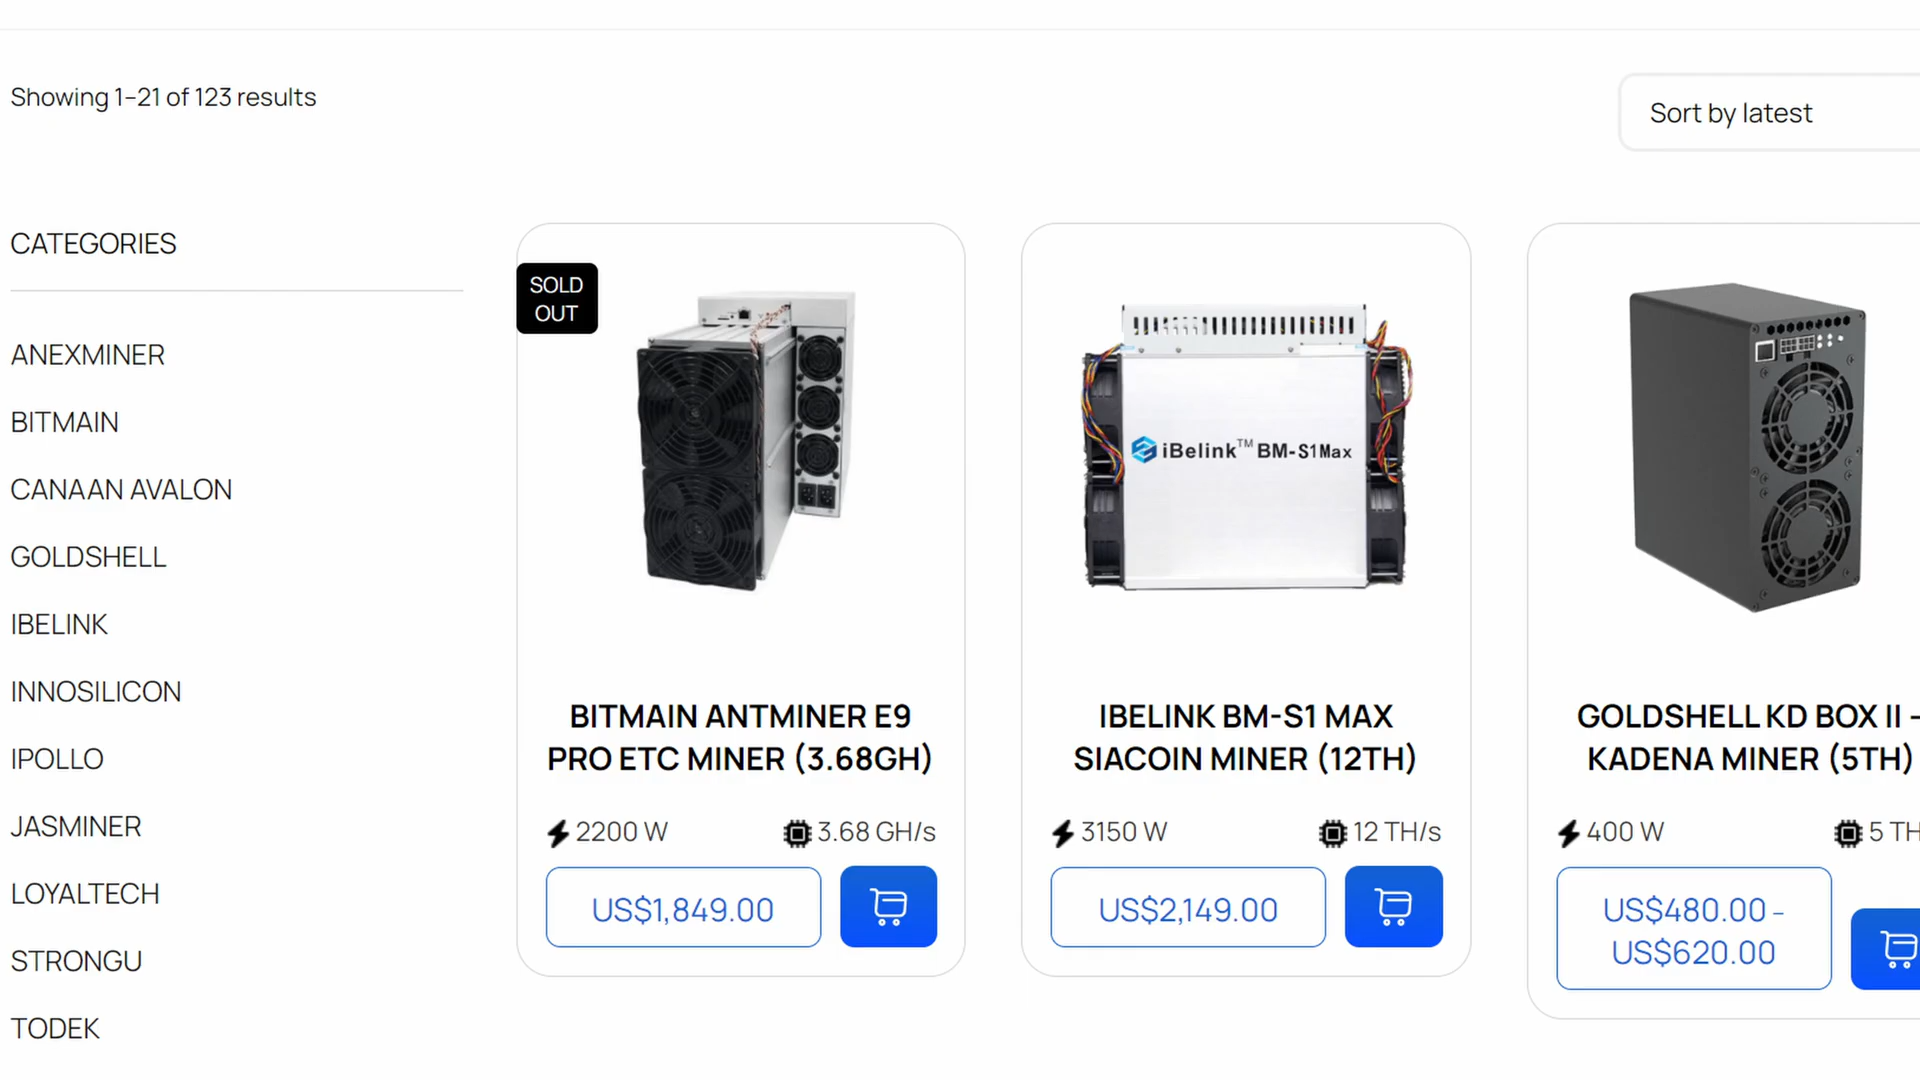 Showing 1–21 of 123 results
Sort by latest
CATEGORIES
ANEXMINER
BITMAIN
CANAAN AVALON
GOLDSHELL
IBELINK
INNOSILICON
IPOLLO
JASMINER
LOYALTECH
STRONGU
TODEK
SOLD
OUT
BITMAIN ANTMINER E9
PRO ETC MINER (3.68GH)
2200 W
3.68 GH/s
US$1,849.00
iBelink™ BM-S1Max
IBELINK BM-S1 MAX
SIACOIN MINER (12TH)
3150 W
12 TH/s
US$2,149.00
GOLDSHELL KD BOX II –
KADENA MINER (5TH)
400 W
5 TH
US$480.00 –
US$620.00